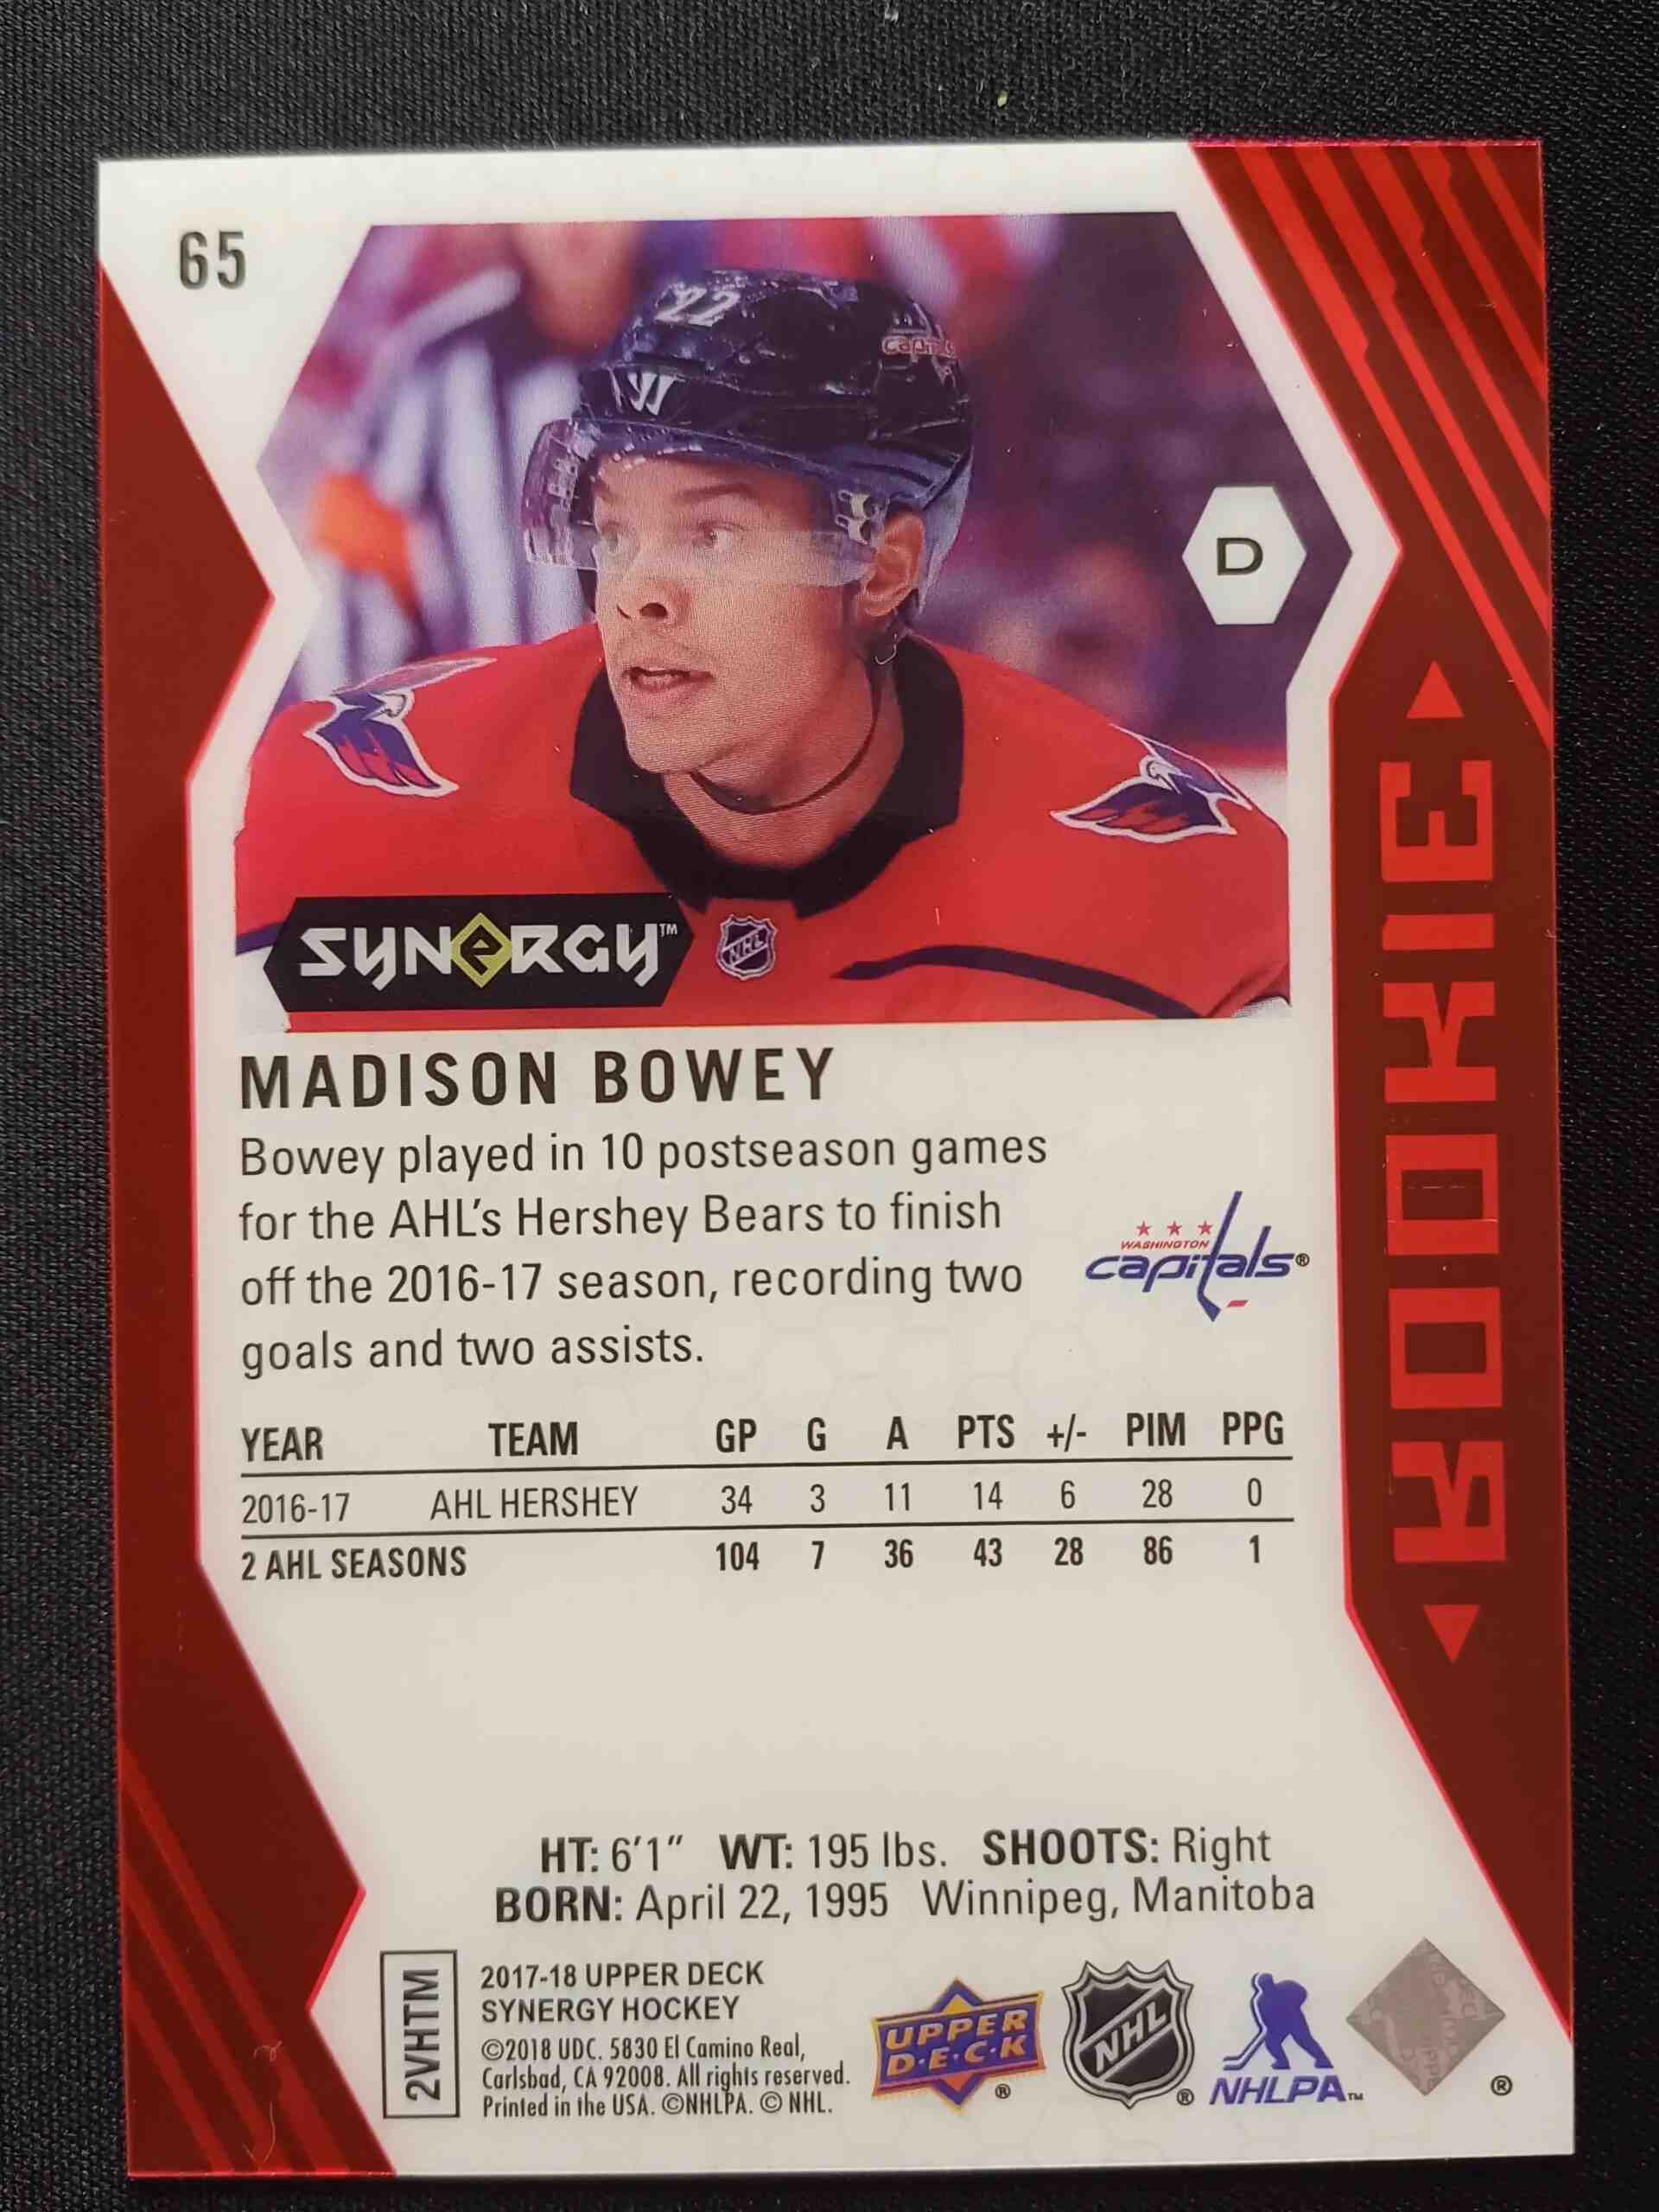 65
22
Capitals
D
SYNERGY™
NHL
ROOKIE
MADISON BOWEY
Bowey played in 10 postseason games
for the AHL's Hershey Bears to finish
off the 2016-17 season, recording two
goals and two assists.
WASHINGTON
capitals®
YEAR TEAM GP G A PTS +/- PIM PPG
2016-17 AHL HERSHEY 34 3 11 14 6 28 0
2 AHL SEASONS 104 7 36 43 28 86 1
HT: 6'1" WT: 195 lbs. SHOOTS: Right
BORN: April 22, 1995 Winnipeg, Manitoba
2VHTM
2017-18 UPPER DECK
SYNERGY HOCKEY
©2018 UDC. 5830 El Camino Real,
Carlsbad, CA 92008. All rights reserved.
Printed in the USA. ©NHLPA. © NHL.
UPPER
D·E·C·K
®
NHL
®
NHLPA™
®